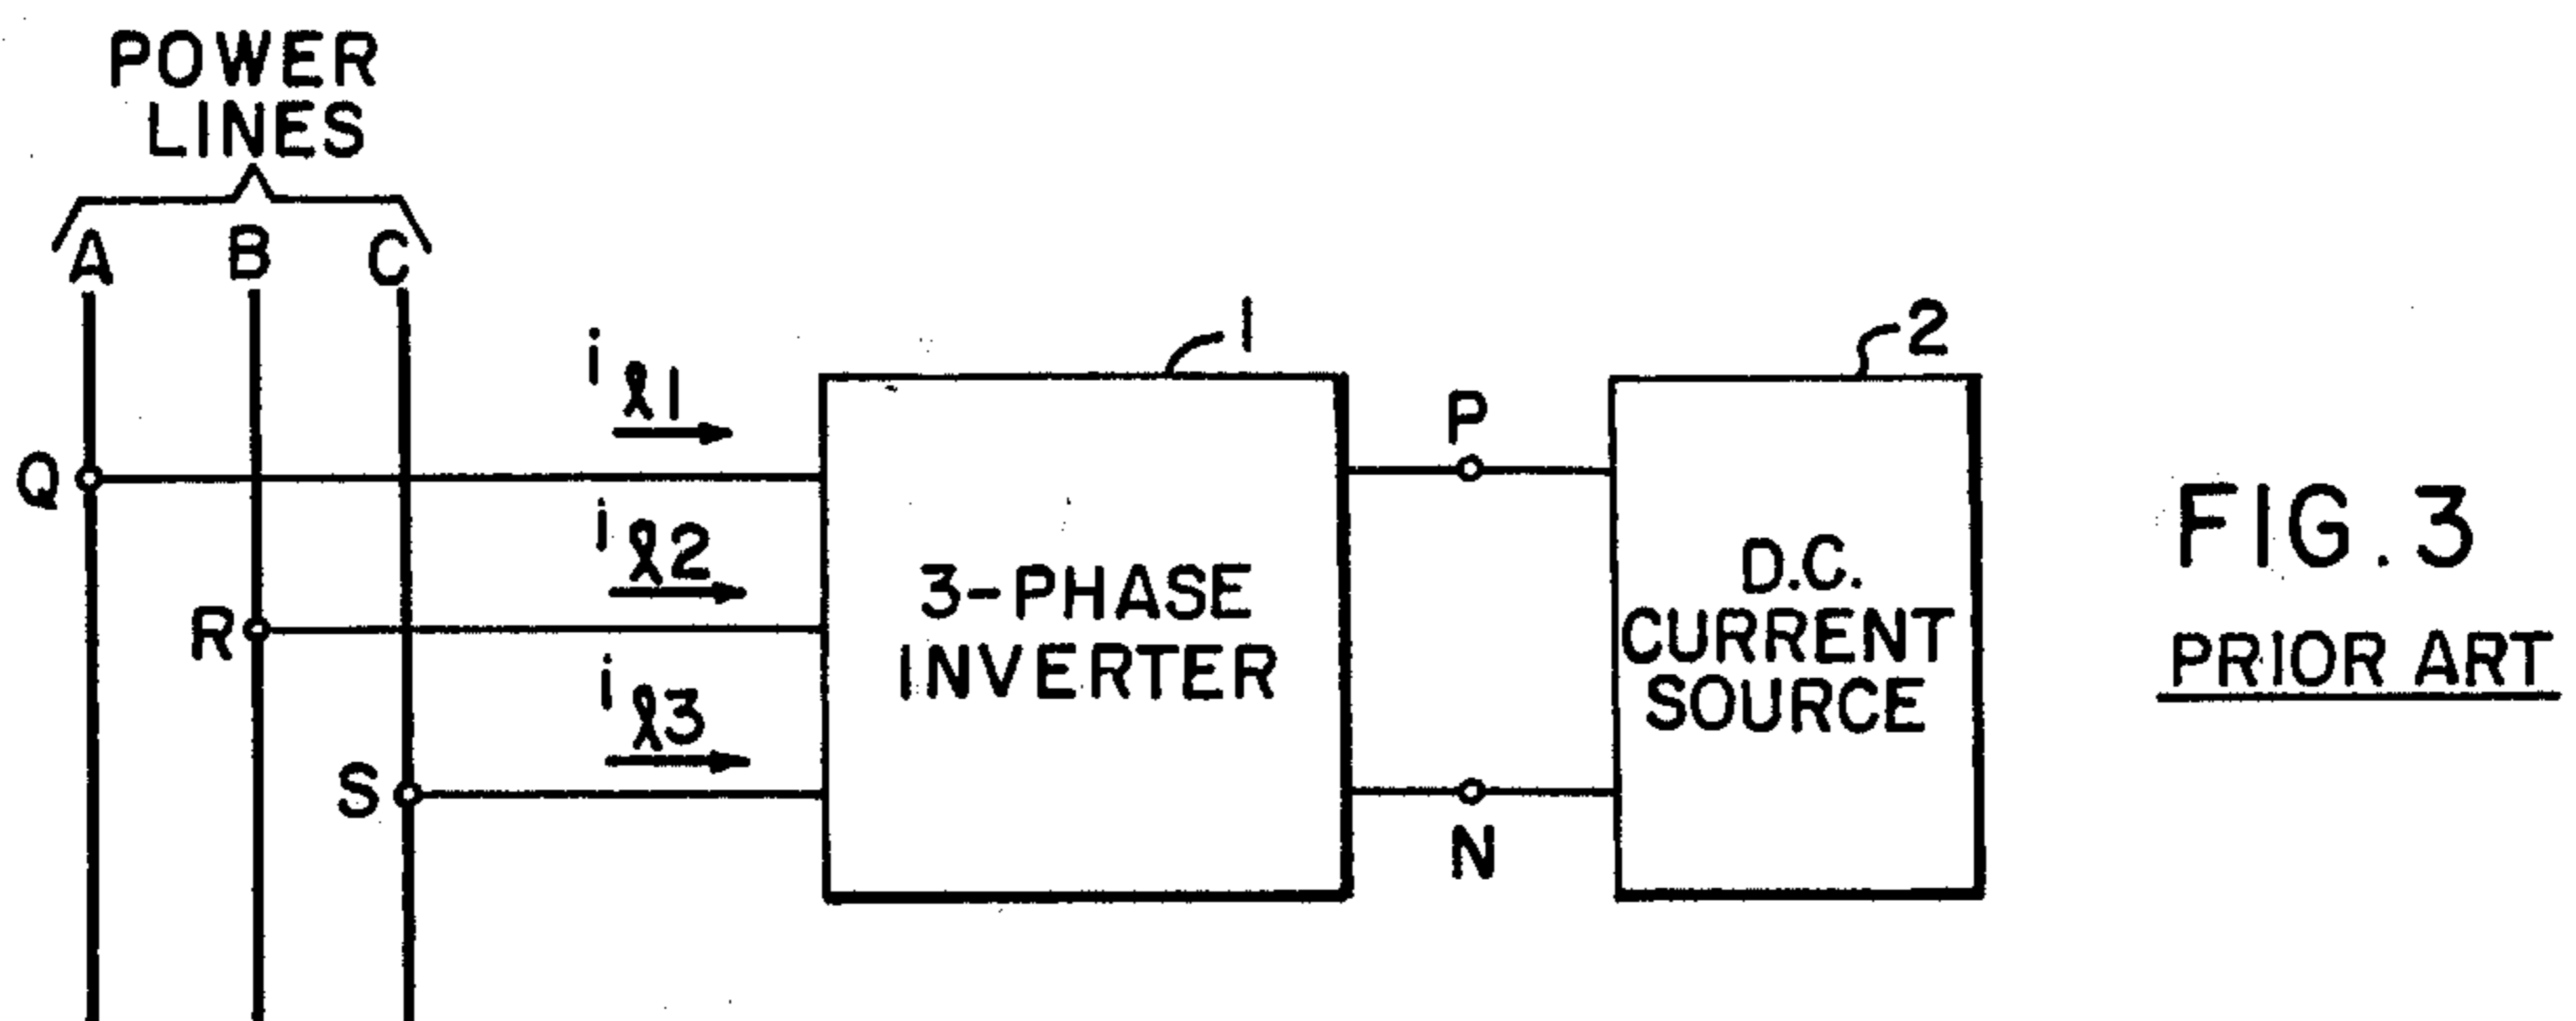 POWER
LINES
A B C
i ℓ1
1
2
Q
P
i ℓ2
R
3-PHASE
INVERTER
D.C.
CURRENT
SOURCE
i ℓ3
S
N
FIG. 3
PRIOR ART